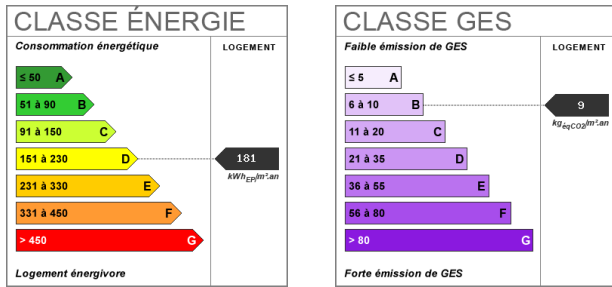 CLASSE ÉNERGIE
Consommation énergétique
LOGEMENT
≤ 50 A
51 à 90 B
91 à 150 C
151 à 230 D
181
kWhEP/m².an
231 à 330 E
331 à 450 F
> 450 G
Logement énergivore
CLASSE GES
Faible émission de GES
LOGEMENT
≤ 5 A
6 à 10 B
9
kgéqCO2/m².an
11 à 20 C
21 à 35 D
36 à 55 E
56 à 80 F
> 80 G
Forte émission de GES